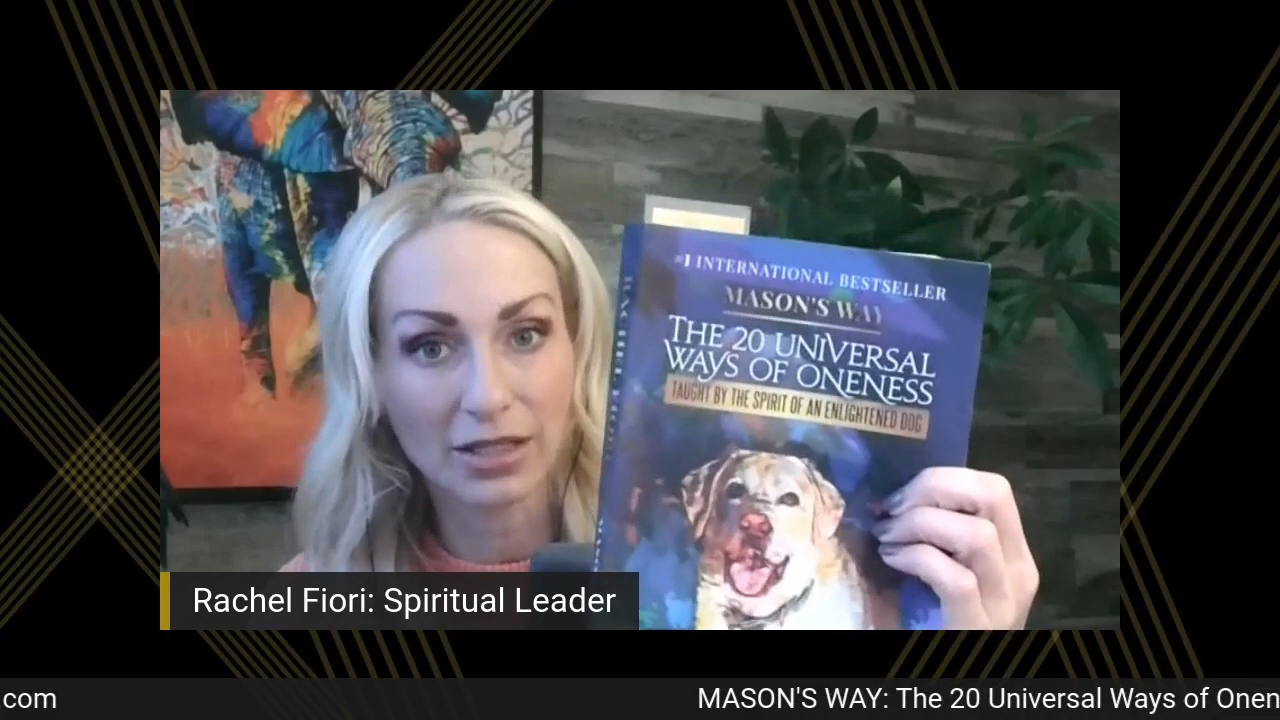 #1 INTERNATIONAL BESTSELLER
MASON'S WAY
THE 20 UNIVERSAL
WAYS OF ONENESS
TAUGHT BY THE SPIRIT OF AN ENLIGHTENED DOG
Rachel Fiori: Spiritual Leader
com MASON'S WAY: The 20 Universal Ways of Onen